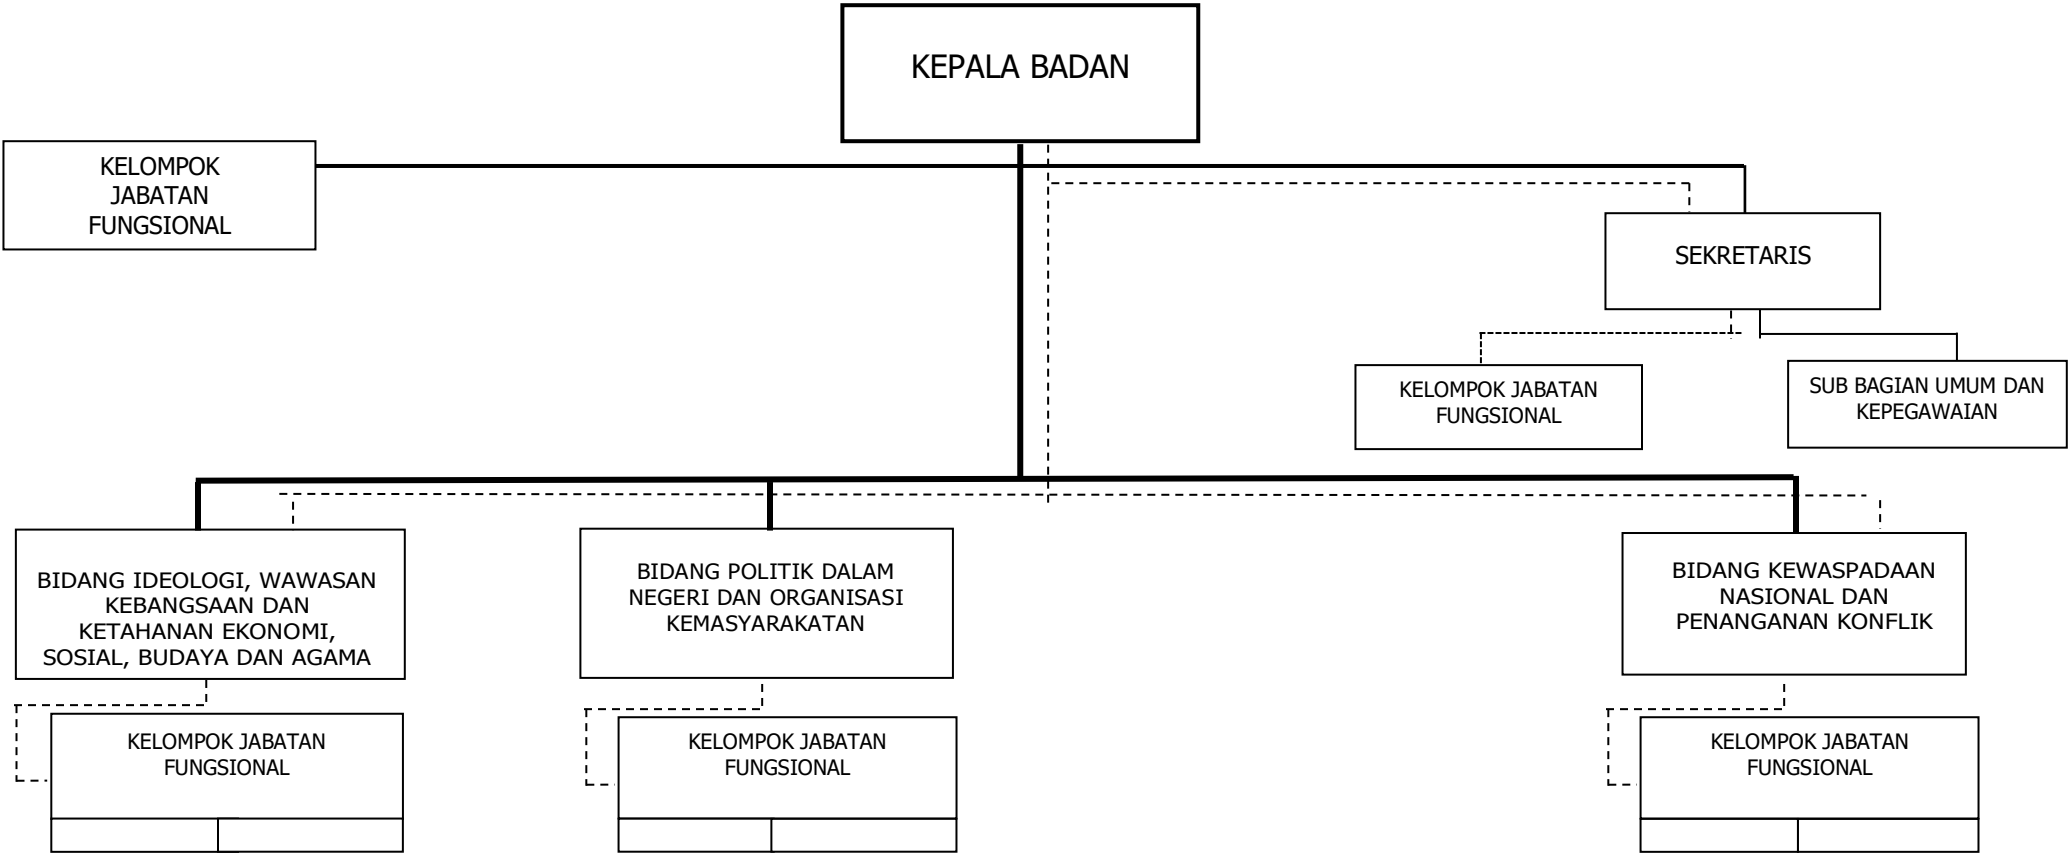 KEPALA BADAN
KELOMPOK
JABATAN
FUNGSIONAL
SEKRETARIS
KELOMPOK JABATAN
FUNGSIONAL
SUB BAGIAN UMUM DAN
KEPEGAWAIAN
BIDANG IDEOLOGI, WAWASAN
KEBANGSAAN DAN
KETAHANAN EKONOMI,
SOSIAL, BUDAYA DAN AGAMA
BIDANG POLITIK DALAM
NEGERI DAN ORGANISASI
KEMASYARAKATAN
BIDANG KEWASPADAAN
NASIONAL DAN
PENANGANAN KONFLIK
KELOMPOK JABATAN
FUNGSIONAL
KELOMPOK JABATAN
FUNGSIONAL
KELOMPOK JABATAN
FUNGSIONAL